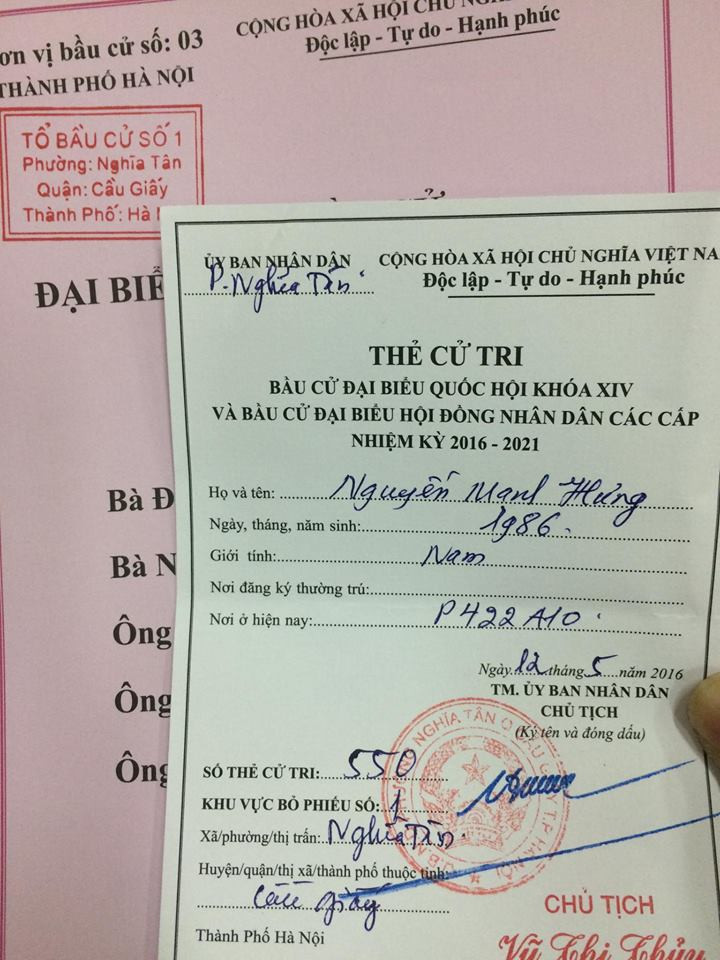 ơn vị bầu cử số: 03
THÀNH PHỐ HÀ NỘI
CỘNG HÒA XÃ HỘI CHỦ NG
Độc lập - Tự do - Hạnh phúc
TỔ BẦU CỬ SỐ 1
Phường: Nghĩa Tân
Quận: Cầu Giấy
Thành Phố: Hà N
ĐẠI BIỂ
Bà Đ
Bà N
Ông
Ông
Ông
ỦY BAN NHÂN DÂN
P. Nghĩa Tân
CỘNG HÒA XÃ HỘI CHỦ NGHĨA VIỆT NA
Độc lập - Tự do - Hạnh phúc
THẺ CỬ TRI
BẦU CỬ ĐẠI BIỂU QUỐC HỘI KHÓA XIV
VÀ BẦU CỬ ĐẠI BIỂU HỘI ĐỒNG NHÂN DÂN CÁC CẤP
NHIỆM KỲ 2016 - 2021
Họ và tên: Nguyễn Mạnh Hưng
Ngày, tháng, năm sinh: 1986.
Giới tính: Nam
Nơi đăng ký thường trú:
Nơi ở hiện nay: P422 A10.
Ngày 12 tháng 5 năm 2016
TM. ỦY BAN NHÂN DÂN
CHỦ TỊCH
(Ký tên và đóng dấu)
SỐ THẺ CỬ TRI: 550
KHU VỰC BỎ PHIẾU SỐ: 1
Xã/phường/thị trấn: Nghĩa Tân.
Huyện/quận/thị xã/thành phố thuộc tỉnh:
Cầu giấy
Thành Phố Hà Nội
CHỦ TỊCH
Vũ Thị Thủy